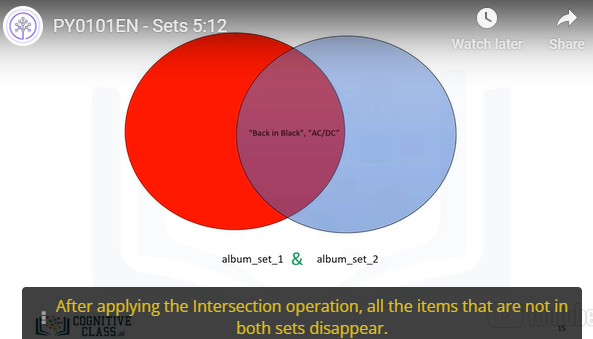 PY0101EN - Sets 5:12
Watch later
Share
"Back in Black", "AC/DC"
album_set_1 & album_set_2
After applying the Intersection operation, all the items that are not in
both sets disappear.
COGNITIVE
CLASS.ai
15